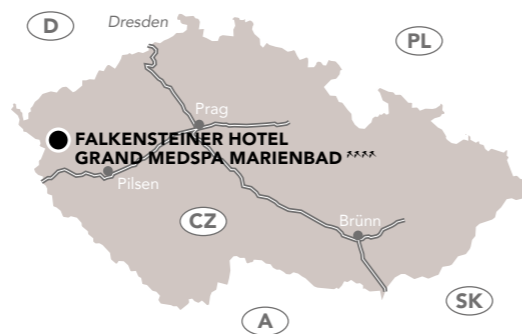 Dresden
D
PL
Prag
FALKENSTEINER HOTEL
GRAND MEDSPA MARIENBAD
Pilsen
CZ
Brünn
SK
A